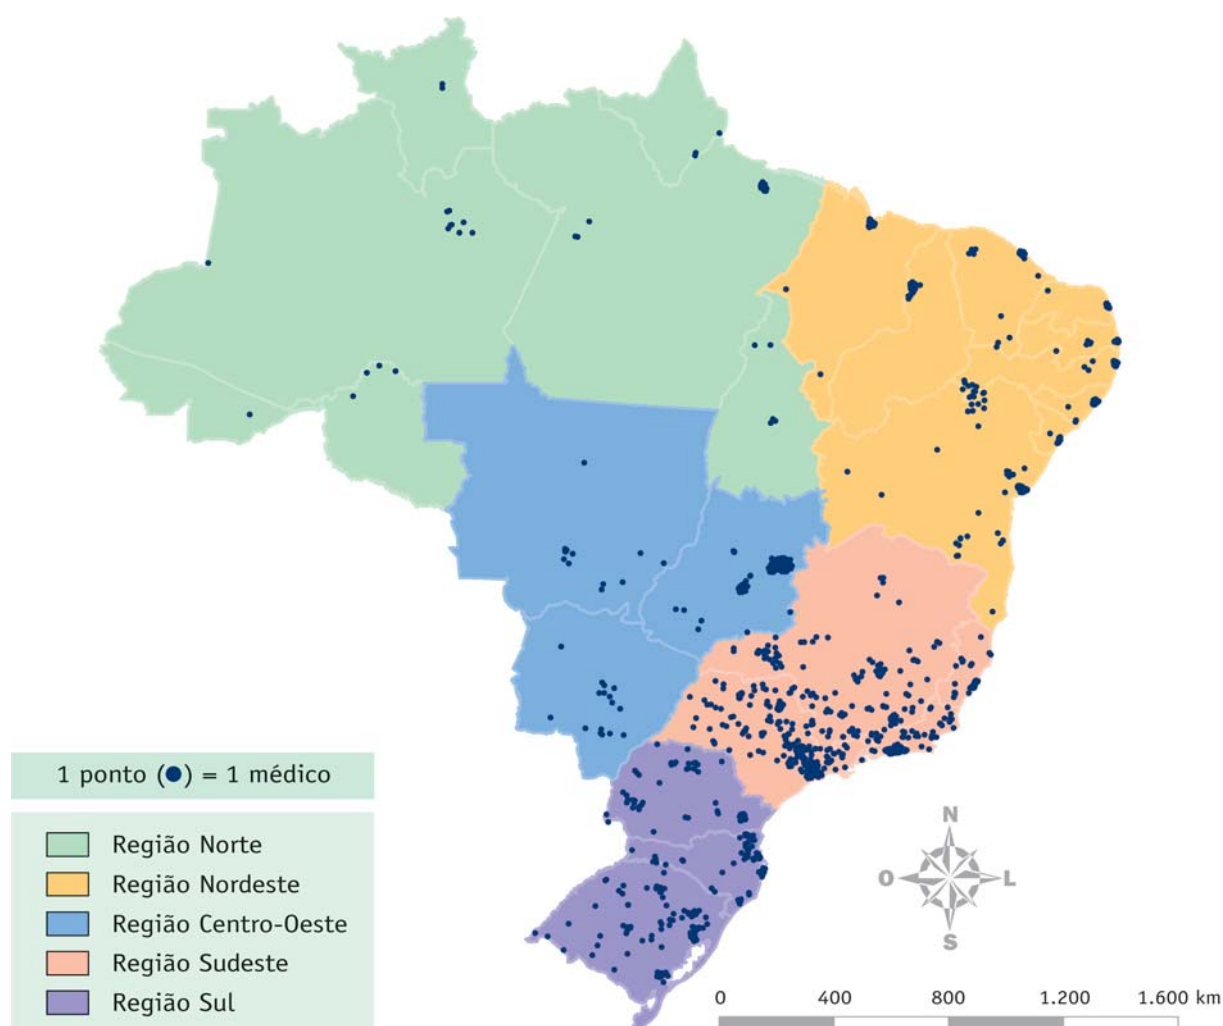 1 ponto (●) = 1 médico
Região Norte
Região Nordeste
Região Centro-Oeste
Região Sudeste
Região Sul
N
O L
S
0 400 800 1.200 1.600 km